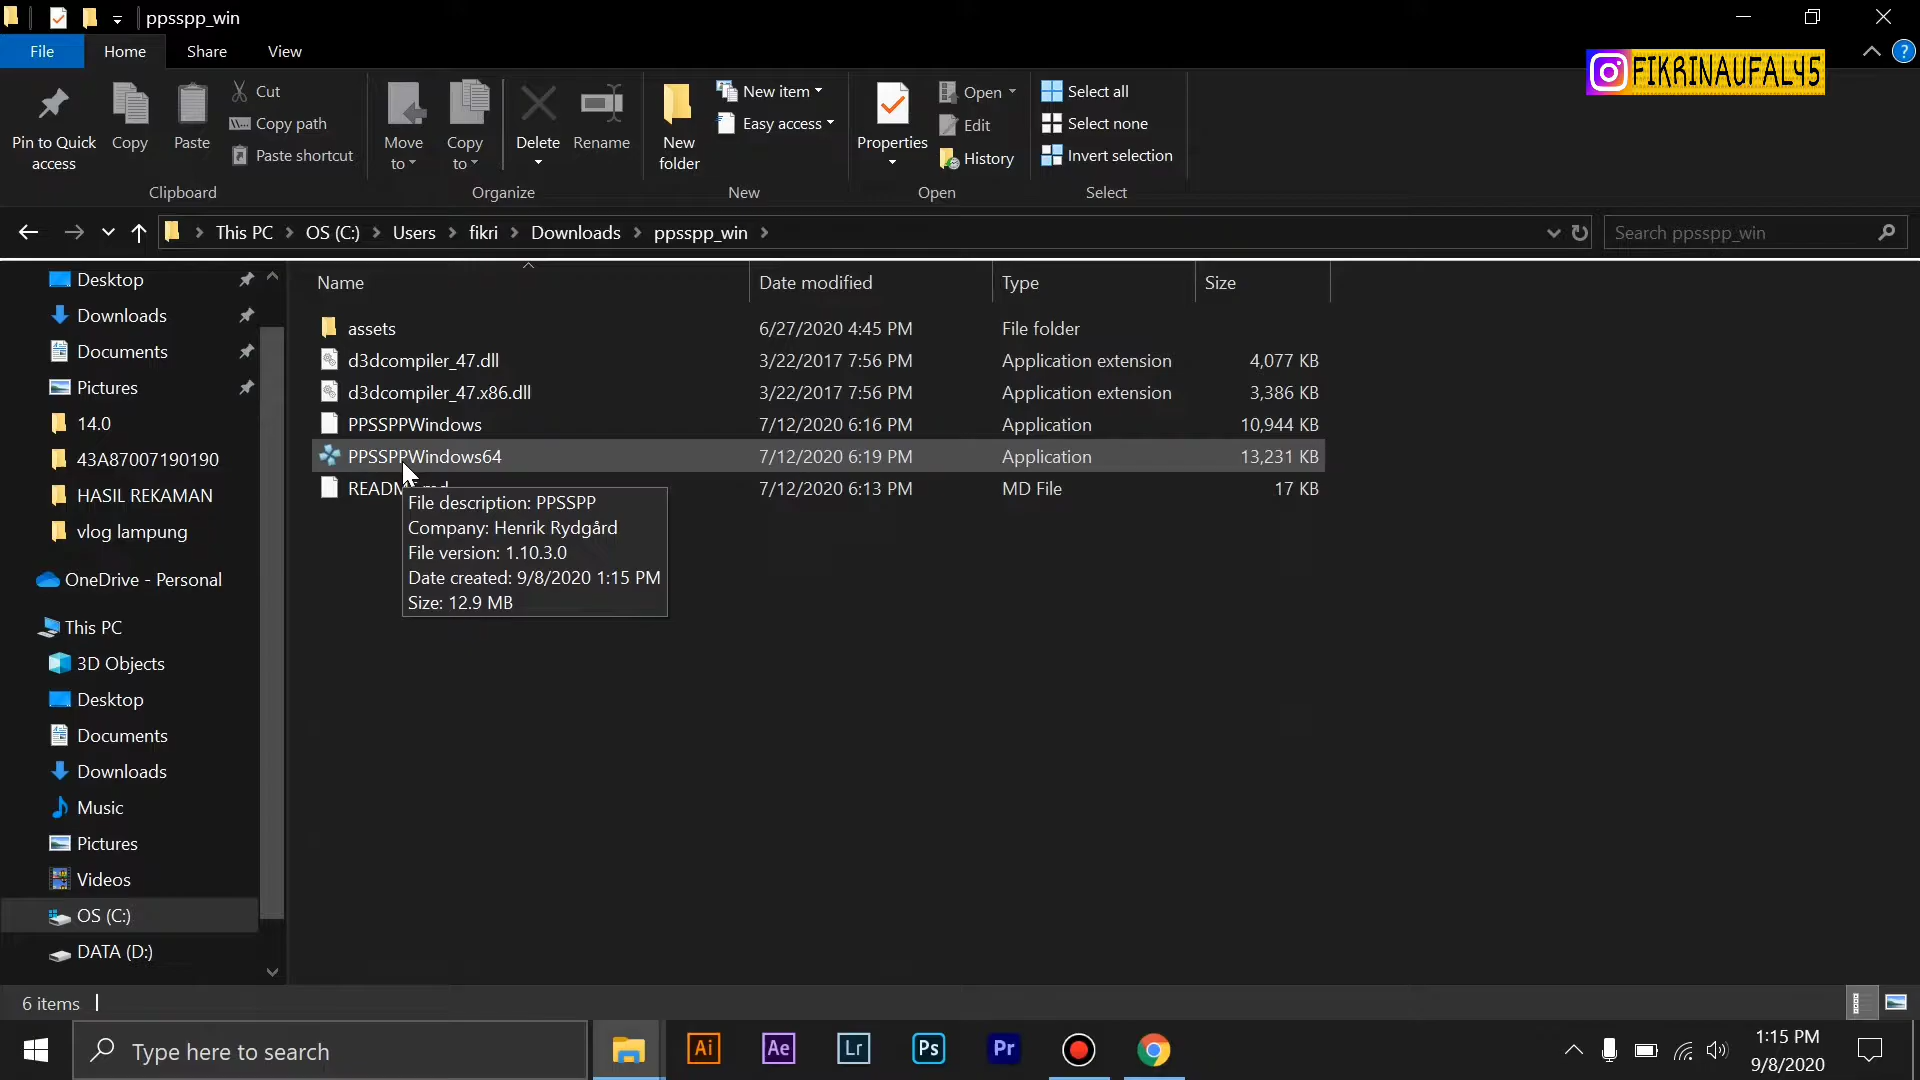 ppsspp_win
File
Home
Share
View
FIKRINAUFAL45
Pin to Quick access
Copy
Paste
Cut
Copy path
Paste shortcut
Clipboard
Move to
Copy to
Delete
Rename
Organize
New folder
New item
Easy access
New
Properties
Open
Edit
History
Open
Select all
Select none
Invert selection
Select
This PC > OS (C:) > Users > fikri > Downloads > ppsspp_win >
Search ppsspp_win
Desktop
Downloads
Documents
Pictures
14.0
43A87007190190
HASIL REKAMAN
vlog lampung
OneDrive - Personal
This PC
3D Objects
Desktop
Documents
Downloads
Music
Pictures
Videos
OS (C:)
DATA (D:)
Name Date modified Type Size
assets 6/27/2020 4:45 PM File folder
d3dcompiler_47.dll 3/22/2017 7:56 PM Application extension 4,077 KB
d3dcompiler_47.x86.dll 3/22/2017 7:56 PM Application extension 3,386 KB
PPSSPPWindows 7/12/2020 6:16 PM Application 10,944 KB
PPSSPPWindows64 7/12/2020 6:19 PM Application 13,231 KB
7/12/2020 6:13 PM MD File 17 KB
File description: PPSSPP
Company: Henrik Rydgård
File version: 1.10.3.0
Date created: 9/8/2020 1:15 PM
Size: 12.9 MB
6 items
Type here to search
Ai
Ae
Lr
Ps
Pr
1:15 PM
9/8/2020